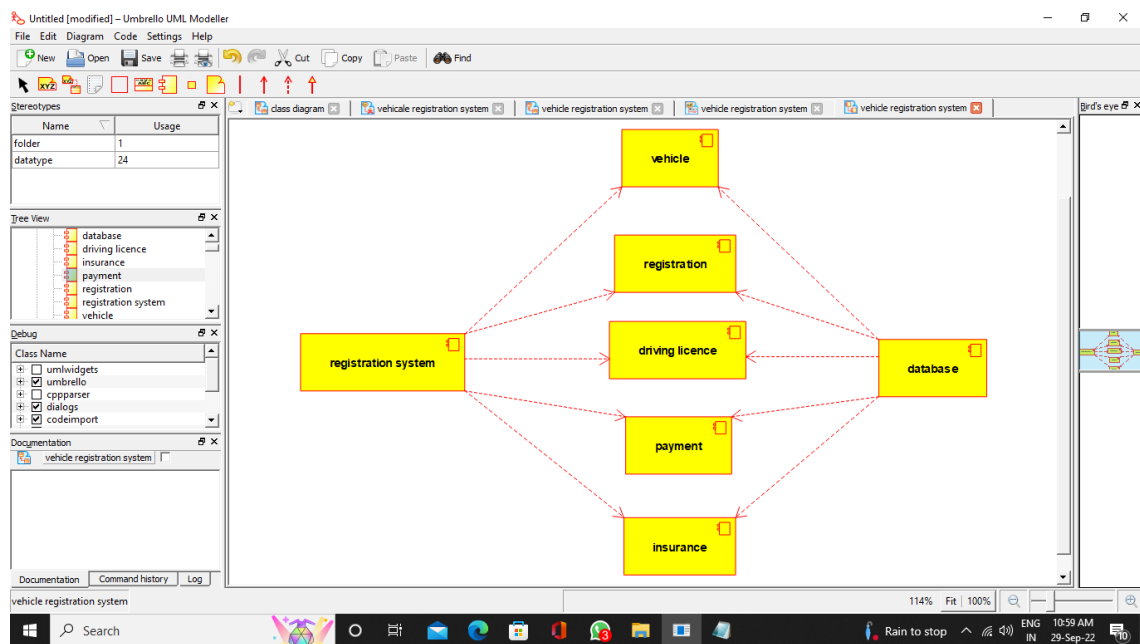 Untitled [modified] – Umbrello UML Modeller
File Edit Diagram Code Settings Help
New Open Save Cut Copy Paste Find
XYZ ABC
Stereotypes
Name Usage
folder 1
datatype 24
class diagram vehicale registration system vehicle registration system vehicle registration system vehicle registration system
Bird's eye
Tree View
database
driving licence
insurance
payment
registration
registration system
vehicle
Debug
Class Name
umlwidgets
umbrello
cppparser
dialogs
codeimport
Documentation
vehicle registration system
Documentation Command history Log
vehicle
registration
driving licence
registration system
database
payment
insurance
vehicle registration system
114% Fit 100%
Search
3
Rain to stop
ENG
IN
10:59 AM
29-Sep-22